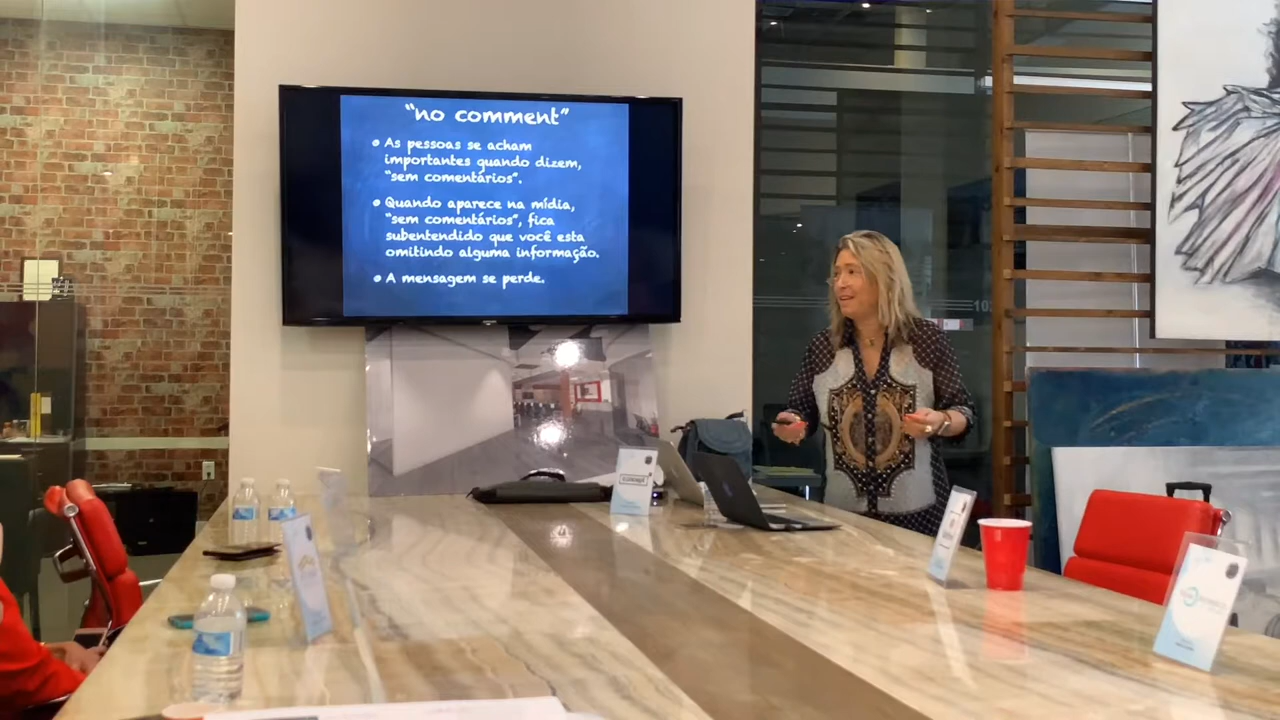 “no comment”
• As pessoas se acham
importantes quando dizem,
“sem comentários”.
• Quando aparece na mídia,
“sem comentários”, fica
subentendido que você esta
omitindo alguma informação.
• A mensagem se perde.